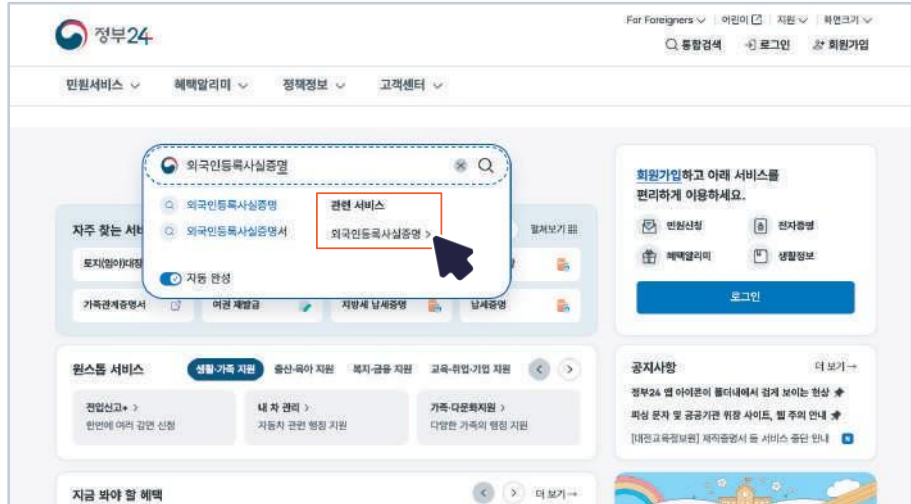 For Foreigners
어린이
지원
화면크기
정부24
통합검색
로그인
회원가입
민원서비스
혜택알리미
정책정보
고객센터
외국인등록사실증명
외국인등록사실증명
외국인등록사실증명서
자동 완성
관련 서비스
외국인등록사실증명 >
자주 찾는 서비
펼쳐보기
토지(임야)대장
가족관계증명서
여권 재발급
지방세 납세증명
납세증명
회원가입하고 아래 서비스를
편리하게 이용하세요.
민원신청
전자증명
혜택알리미
생활정보
로그인
원스톱 서비스
생활·가족 지원
출산·육아 지원
복지·금융 지원
교육·취업·기업 지원
전입신고+ >
한번에 여러 감면 신청
내 차 관리 >
자동차 관련 행정 지원
가족·다문화지원 >
다양한 가족의 행정 지원
공지사항
더 보기→
정부24 앱 아이콘이 폴더내에서 검게 보이는 현상
피싱 문자 및 공공기관 위장 사이트, 웹 주의 안내
[대전교육정보원] 재직증명서 등 서비스 중단 안내
N
지금 봐야 할 혜택
더 보기→